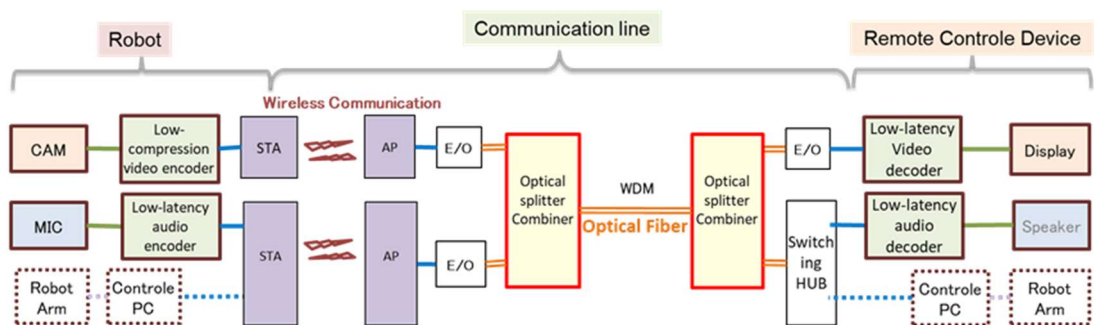 Robot
Communication line
Remote Controle Device
Wireless Communication
CAM
Low-
compression
video encoder
STA
AP
E/O
Optical
splitter
Combiner
WDM
Optical Fiber
Optical
splitter
Combiner
E/O
Low-latency
Video
decoder
Display
MIC
Low-latency
audio
encoder
STA
AP
E/O
Switch
ing
HUB
Low-latency
audio
decoder
Speaker
Robot
Arm
Controle
PC
Controle
PC
Robot
Arm